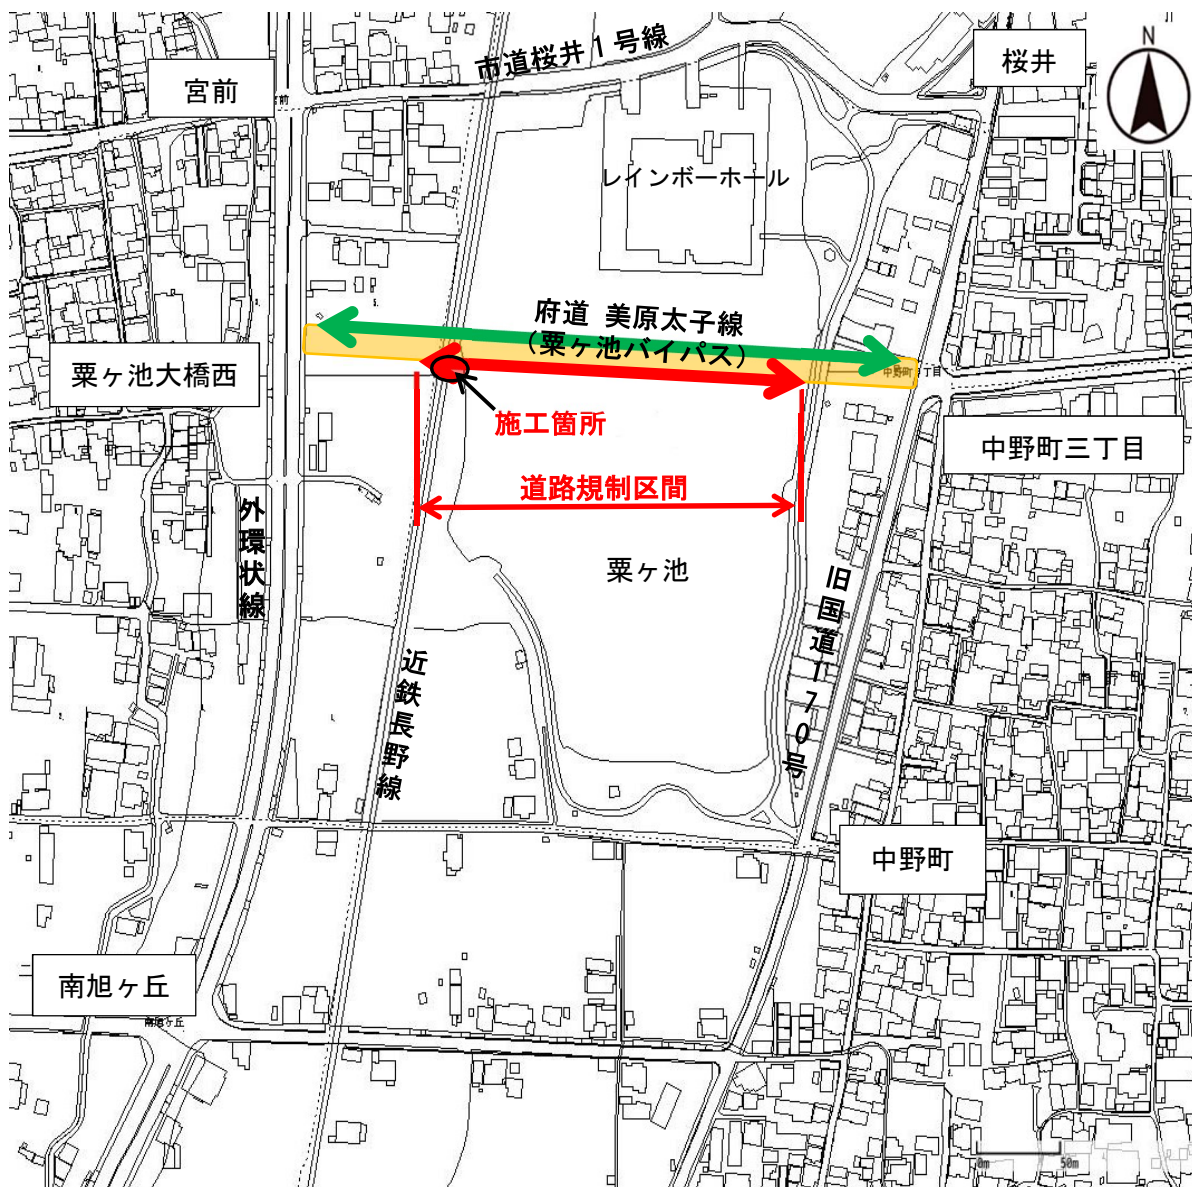 市道桜井1号線
N
桜井
宮前
レインボーホール
府道 美原太子線
(粟ヶ池バイパス)
粟ヶ池大橋西
施工箇所
中野町三丁目
道路規制区間
外環状線
粟ヶ池
旧国道170号
近鉄長野線
中野町
南旭ヶ丘
南旭ヶ丘
0m
50m